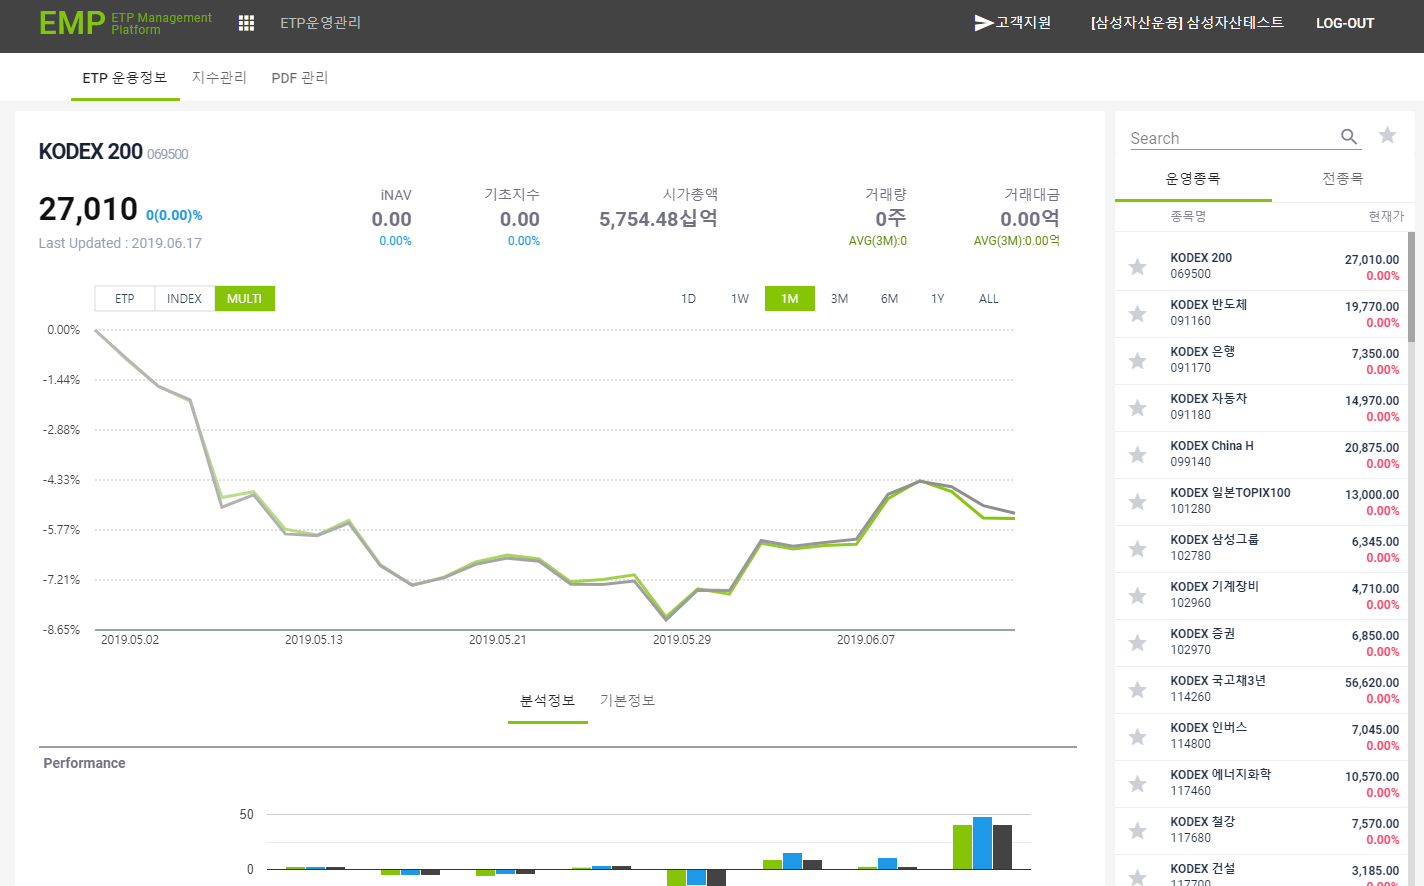 EMP ETP Management Platform
ETP운영관리
고객지원
[삼성자산운용] 삼성자산테스트
LOG-OUT
ETP 운용정보
지수관리
PDF 관리
KODEX 200 069500
27,010 0(0.00)%
Last Updated : 2019.06.17
iNAV
0.00
0.00%
기초지수
0.00
0.00%
시가총액
5,754.48십억
거래량
0주
AVG(3M):0
거래대금
0.00억
AVG(3M):0.00억
ETP INDEX MULTI
1D 1W 1M 3M 6M 1Y ALL
0.00%
-1.44%
-2.88%
-4.33%
-5.77%
-7.21%
-8.65%
2019.05.02 2019.05.13 2019.05.21 2019.05.29 2019.06.07
분석정보 기본정보
Performance
50
0
Search
운영종목 전종목
종목명 현재가
KODEX 200 27,010.00
069500 0.00%
KODEX 반도체 19,770.00
091160 0.00%
KODEX 은행 7,350.00
091170 0.00%
KODEX 자동차 14,970.00
091180 0.00%
KODEX China H 20,875.00
099140 0.00%
KODEX 일본TOPIX100 13,000.00
101280 0.00%
KODEX 삼성그룹 6,345.00
102780 0.00%
KODEX 기계장비 4,710.00
102960 0.00%
KODEX 증권 6,850.00
102970 0.00%
KODEX 국고채3년 56,620.00
114260 0.00%
KODEX 인버스 7,045.00
114800 0.00%
KODEX 에너지화학 10,570.00
117460 0.00%
KODEX 철강 7,570.00
117680 0.00%
KODEX 건설 3,185.00
117700 0.00%